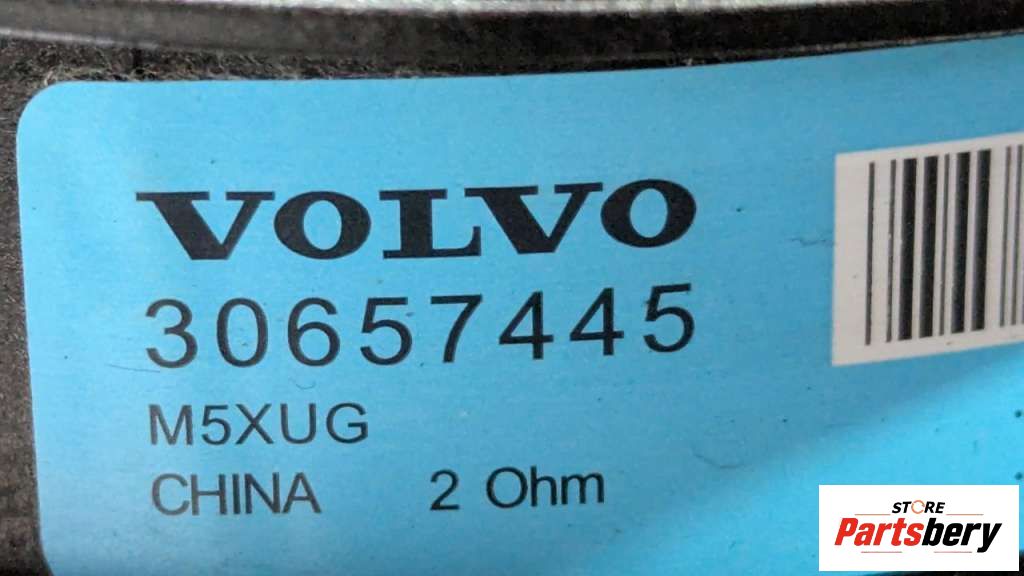 VOLVO
30657445
M5XUG
CHINA 2 Ohm
STORE
Partsbery